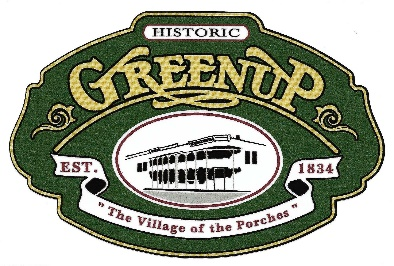 HISTORIC
GREENUP
EST. 1834
"The Village of the Porches"